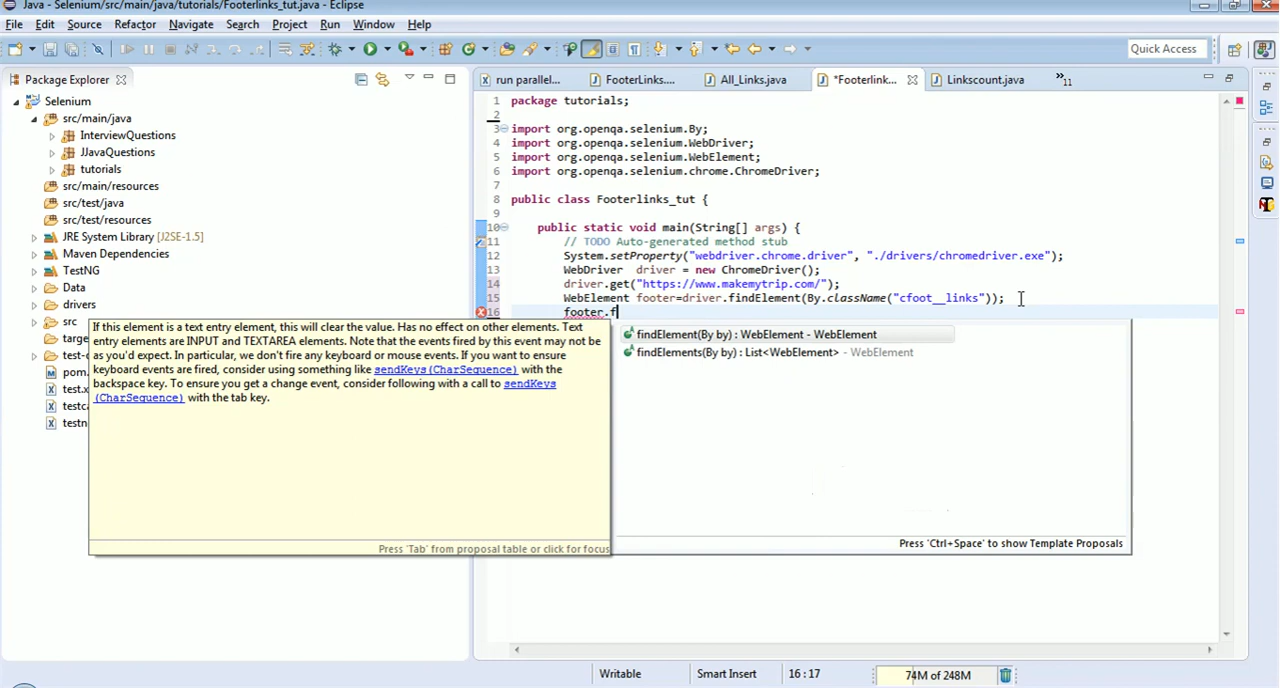 Java - Selenium/src/main/java/tutorials/Footerlinks_tut.java - Eclipse
File Edit Source Refactor Navigate Search Project Run Window Help
Quick Access
Package Explorer
run parallel...
FooterLinks....
All_Links.java
*Footerlink...
Linkscount.java
»11
Selenium
src/main/java
InterviewQuestions
JJavaQuestions
tutorials
src/main/resources
src/test/java
src/test/resources
JRE System Library [J2SE-1.5]
Maven Dependencies
TestNG
Data
drivers
src
targe
test-c
pom.
test.x
testca
testn
1 package tutorials;
2
3 import org.openqa.selenium.By;
4 import org.openqa.selenium.WebDriver;
5 import org.openqa.selenium.WebElement;
6 import org.openqa.selenium.chrome.ChromeDriver;
7
8 public class Footerlinks_tut {
9
10 public static void main(String[] args) {
11 // TODO Auto-generated method stub
12 System.setProperty("webdriver.chrome.driver", "./drivers/chromedriver.exe");
13 WebDriver driver = new ChromeDriver();
14 driver.get("https://www.makemytrip.com/");
15 WebElement footer=driver.findElement(By.className("cfoot__links"));
16 footer.f
If this element is a text entry element, this will clear the value. Has no effect on other elements. Text
entry elements are INPUT and TEXTAREA elements. Note that the events fired by this event may not be
as you'd expect. In particular, we don't fire any keyboard or mouse events. If you want to ensure
keyboard events are fired, consider using something like sendKeys(CharSequence) with the
backspace key. To ensure you get a change event, consider following with a call to sendKeys
(CharSequence) with the tab key.
Press 'Tab' from proposal table or click for focus
findElement(By by) : WebElement - WebElement
findElements(By by) : List<WebElement> - WebElement
Press 'Ctrl+Space' to show Template Proposals
Writable
Smart Insert
16 : 17
74M of 248M